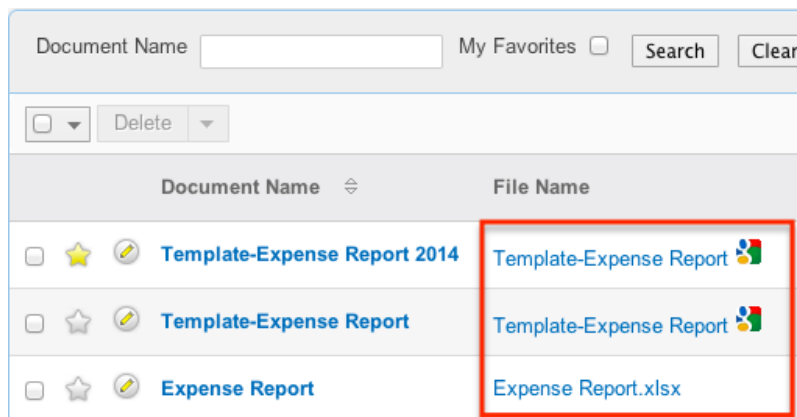 Document Name My Favorites Search Clear
Delete
Document Name File Name
Template-Expense Report 2014 Template-Expense Report
Template-Expense Report Template-Expense Report
Expense Report Expense Report.xlsx